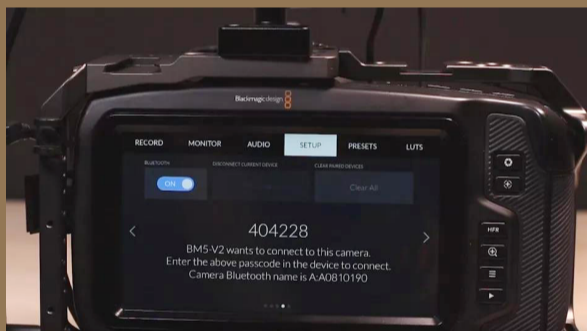 Blackmagicdesign
RECORD MONITOR AUDIO SETUP PRESETS LUTS
BLUETOOTH DISCONNECT CURRENT DEVICE CLEAR PAIRED DEVICES
ON Clear All
404228
BM5-V2 wants to connect to this camera.
Enter the above passcode in the device to connect.
Camera Bluetooth name is A:A0810190
HFR